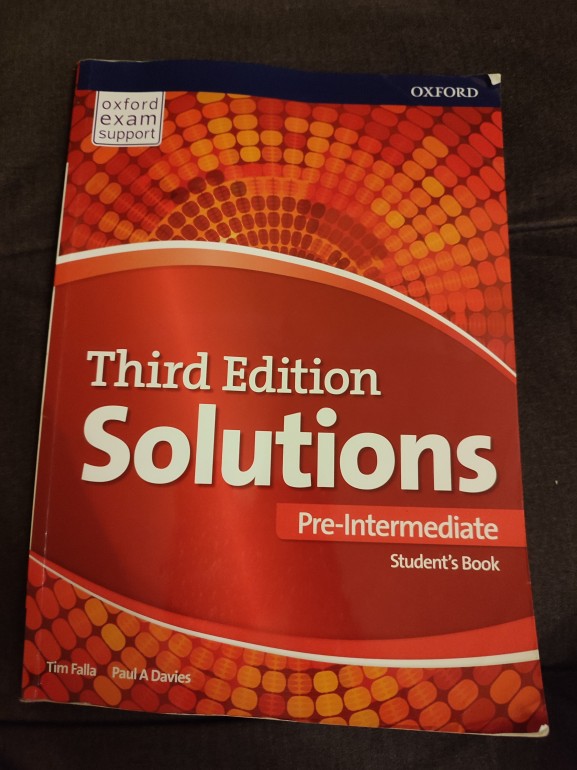 OXFORD
oxford
exam
support
Third Edition
Solutions
Pre-Intermediate
Student's Book
Tim Falla Paul A Davies